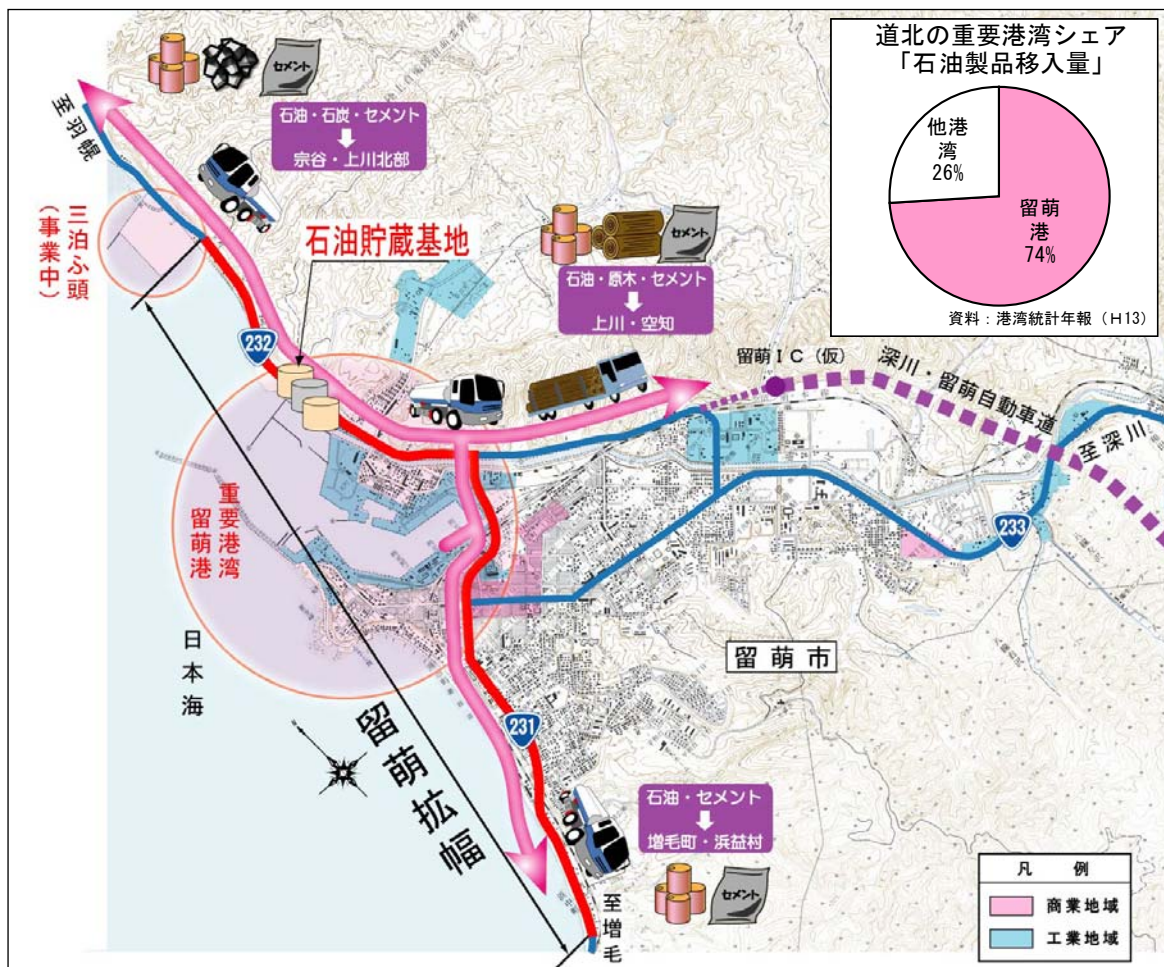 道北の重要港湾シェア
「石油製品移入量」
他港
湾
26%
留萌
港
74%
資料：港湾統計年報（H13）
セメント
石油・石炭・セメント
宗谷・上川北部
至羽幌
三泊ふ頭
（事業中）
石油貯蔵基地
セメント
石油・原木・セメント
上川・空知
232
留萌IC（仮）
深川・留萌自動車道
至深川
重要港湾
留萌港
233
日本海
留萌市
留萌拡幅
231
石油・セメント
増毛町・浜益村
セメント
至増毛
凡 例
商業地域
工業地域